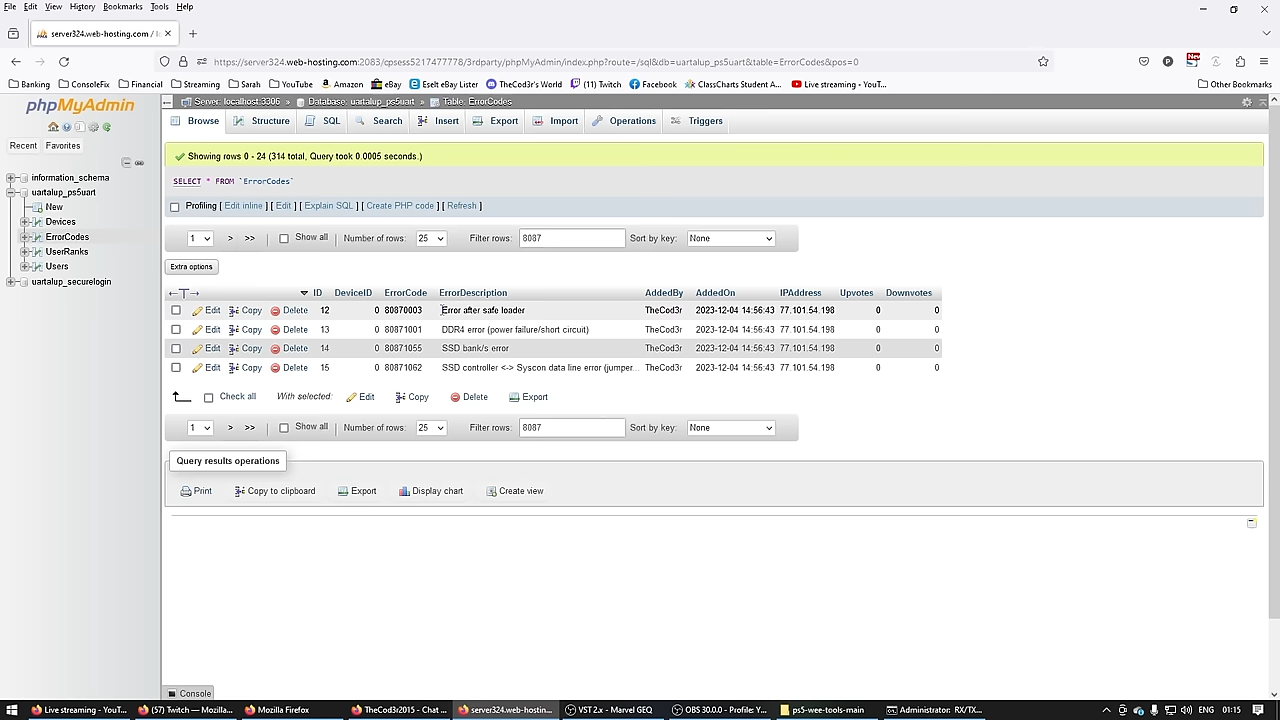 File Edit View History Bookmarks Tools Help
server324.web-hosting.com / l
https://server324.web-hosting.com:2083/cpsess5217477778/3rdparty/phpMyAdmin/index.php?route=/sql&db=uartalup_ps5uart&table=ErrorCodes&pos=0
New
Banking ConsoleFix Financial Streaming Sarah YouTube Amazon eBay Eselt eBay Lister TheCod3r's World (11) Twitch Facebook ClassCharts Student A... Live streaming - YouT... Other Bookmarks
phpMyAdmin
Recent Favorites
information_schema
uartalup_ps5uart
New
Devices
ErrorCodes
UserRanks
Users
uartalup_securelogin
Server: localhost:3306 » Database: uartalup_ps5uart » Table: ErrorCodes
Browse Structure SQL Search Insert Export Import Operations Triggers
Showing rows 0 - 24 (314 total, Query took 0.0005 seconds.)
SELECT * FROM `ErrorCodes`
Profiling [ Edit inline ] [ Edit ] [ Explain SQL ] [ Create PHP code ] [ Refresh ]
1 > >> Show all Number of rows: 25 Filter rows: 8087 Sort by key: None
Extra options
←T→ ID DeviceID ErrorCode ErrorDescription AddedBy AddedOn IPAddress Upvotes Downvotes
Edit Copy Delete 12 0 80870003 Error after safe loader TheCod3r 2023-12-04 14:56:43 77.101.54.198 0 0
Edit Copy Delete 13 0 80871001 DDR4 error (power failure/short circuit) TheCod3r 2023-12-04 14:56:43 77.101.54.198 0 0
Edit Copy Delete 14 0 80871055 SSD bank/s error TheCod3r 2023-12-04 14:56:43 77.101.54.198 0 0
Edit Copy Delete 15 0 80871062 SSD controller <-> Syscon data line error (jumper... TheCod3r 2023-12-04 14:56:43 77.101.54.198 0 0
Check all With selected: Edit Copy Delete Export
1 > >> Show all Number of rows: 25 Filter rows: 8087 Sort by key: None
Query results operations
Print Copy to clipboard Export Display chart Create view
Console
Live streaming - YouT... (57) Twitch — Mozilla... Mozilla Firefox TheCod3r2015 - Chat ... server324.web-hostin... VST 2.x - Marvel GEQ OBS 30.0.0 - Profile: Y... ps5-wee-tools-main Administrator: RX/TX... ENG 01:15